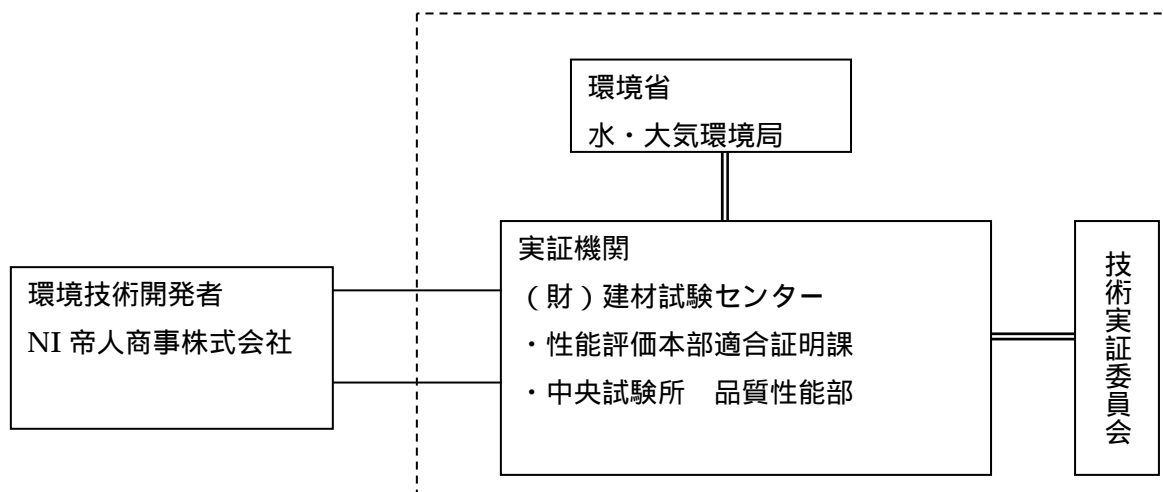 環境省
水・大気環境局
実証機関
（財）建材試験センター
・性能評価本部適合証明課
・中央試験所　品質性能部
環境技術開発者
NI 帝人商事株式会社
技術実証委員会